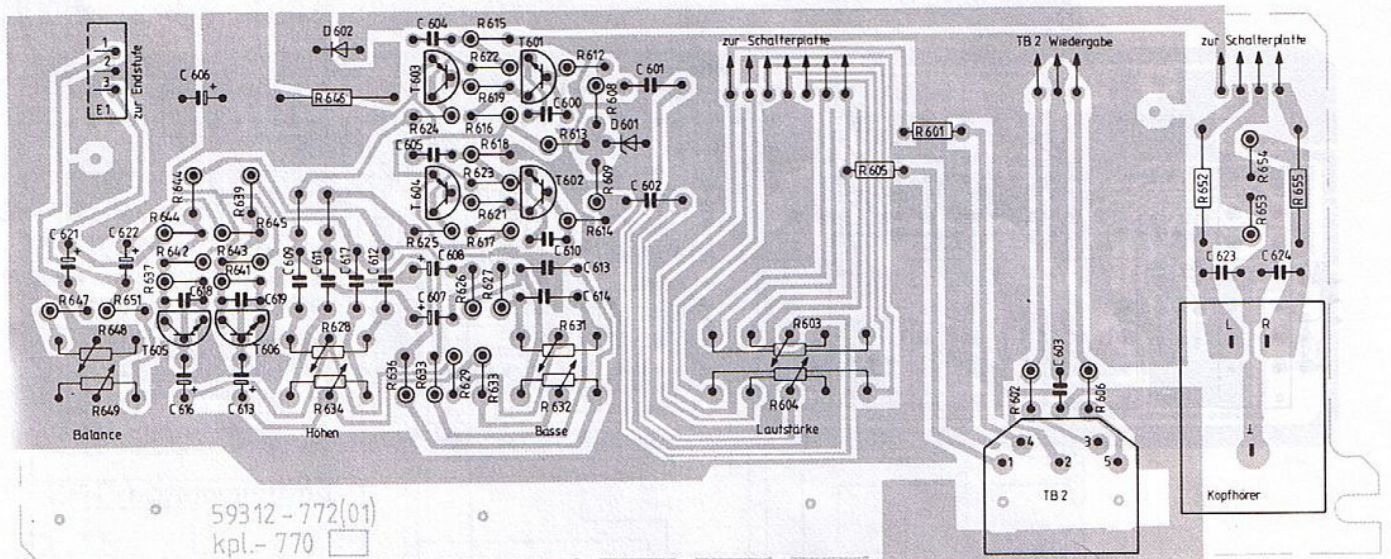 1
2
3
E1
zur Endstufe
C 606
D 602
R 646
C 604
R 615
R 622
T 601
T 603
R 619
R 612
R 608
C 601
C 600
R 624
R 616
R 613
D 601
C 605
R 618
R 623
T 602
T 604
R 621
R 609
C 602
R 614
R 625
R 617
C 610
zur Schalterplatte
R 601
R 605
TB 2 Wiedergabe
zur Schalterplatte
R 652
R 654
R 653
R 655
C 623
C 624
R 644
R 639
R 644
R 645
C 621
C 622
R 642
R 643
R 637
R 641
C 618
C 619
C 609
C 611
C 617
C 612
C 608
C 607
R 626
R 627
C 613
C 614
R 647
R 651
R 648
T 605
T 606
R 628
R 631
R 603
R 649
C 616
C 613
R 634
R 636
R 633
R 629
R 633
R 632
R 604
R 602
C 603
R 606
L
R
⊥
Balance
Höhen
Bässe
Lautstärke
4
3
1
2
5
TB 2
Kopfhörer
59312 - 772(01)
kpl.- 770